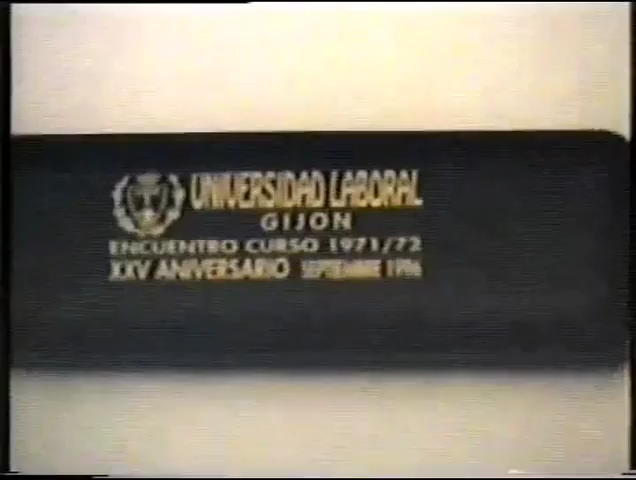 UNIVERSIDAD LABORAL
GIJON
ENCUENTRO CURSO 1971/72
XXV ANIVERSARIO SEPTIEMBRE 1996